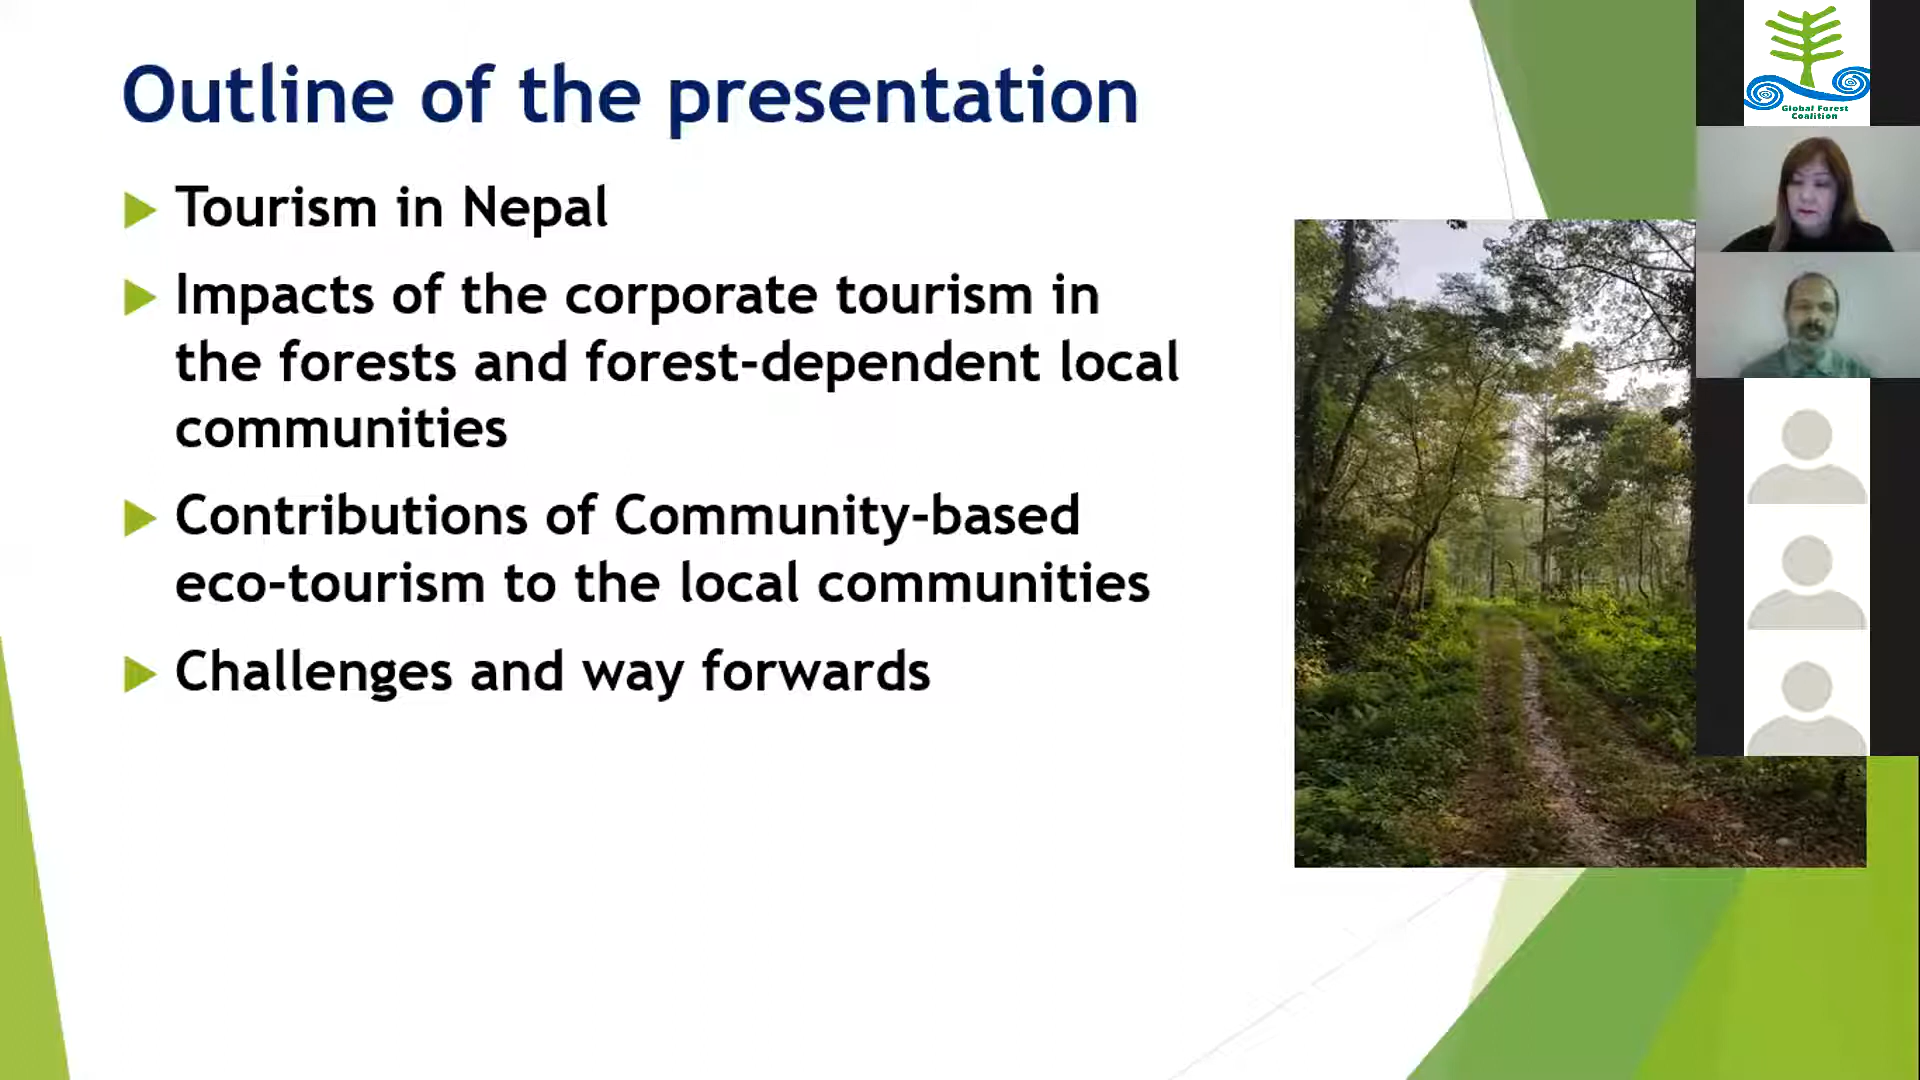 Outline of the presentation
Tourism in Nepal
Impacts of the corporate tourism in
the forests and forest-dependent local
communities
Contributions of Community-based
eco-tourism to the local communities
Challenges and way forwards
Global Forest
Coalition